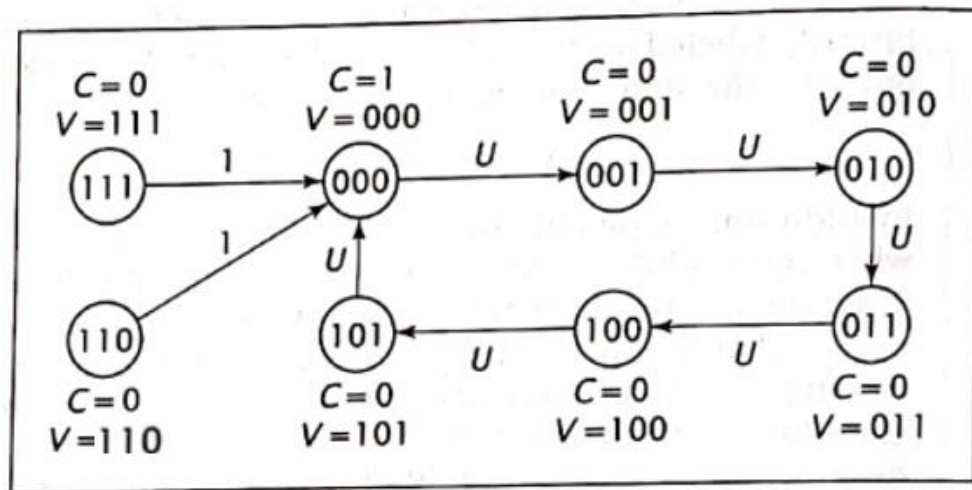 C=0 C=1 C=0 C=0
V=111 V=000 V=001 V=010
1 U U
111 000 001 010
1 U U
110 101 100 011
U U
C=0 C=0 C=0 C=0
V=110 V=101 V=100 V=011